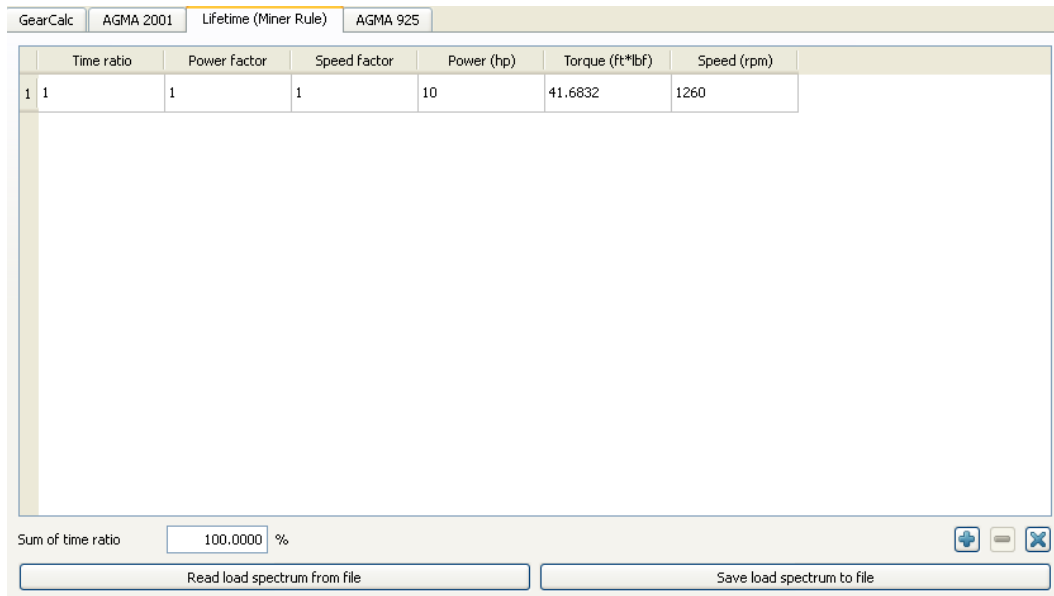 GearCalc AGMA 2001 Lifetime (Miner Rule) AGMA 925
Time ratio Power factor Speed factor Power (hp) Torque (ft*lbf) Speed (rpm)
1 1 1 1 10 41.6832 1260
Sum of time ratio 100.0000 %
Read load spectrum from file Save load spectrum to file